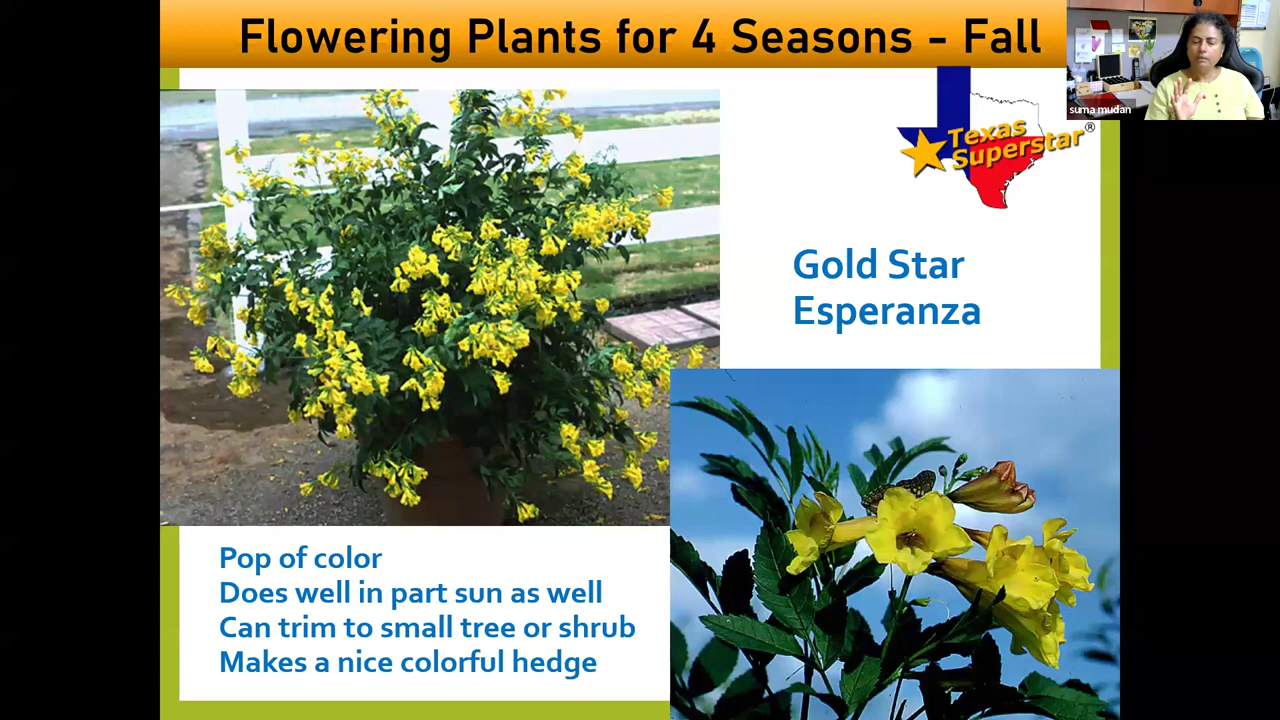 Flowering Plants for 4 Seasons - Fall
suma mudan
Texas
Superstar®
Gold Star
Esperanza
Pop of color
Does well in part sun as well
Can trim to small tree or shrub
Makes a nice colorful hedge